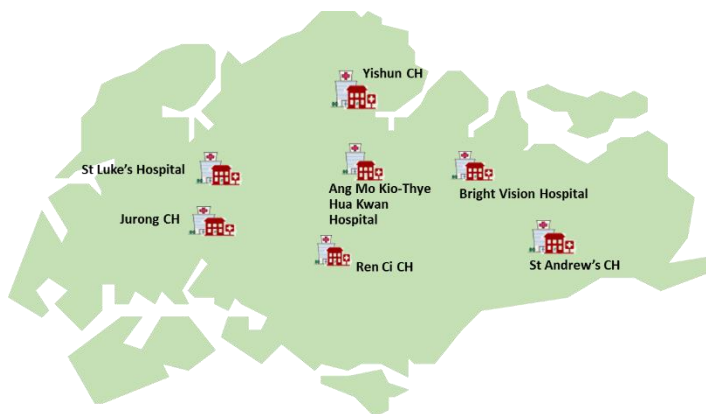 Yishun CH
St Luke's Hospital
Ang Mo Kio-Thye
Hua Kwan
Hospital
Bright Vision Hospital
Jurong CH
Ren Ci CH
St Andrew's CH